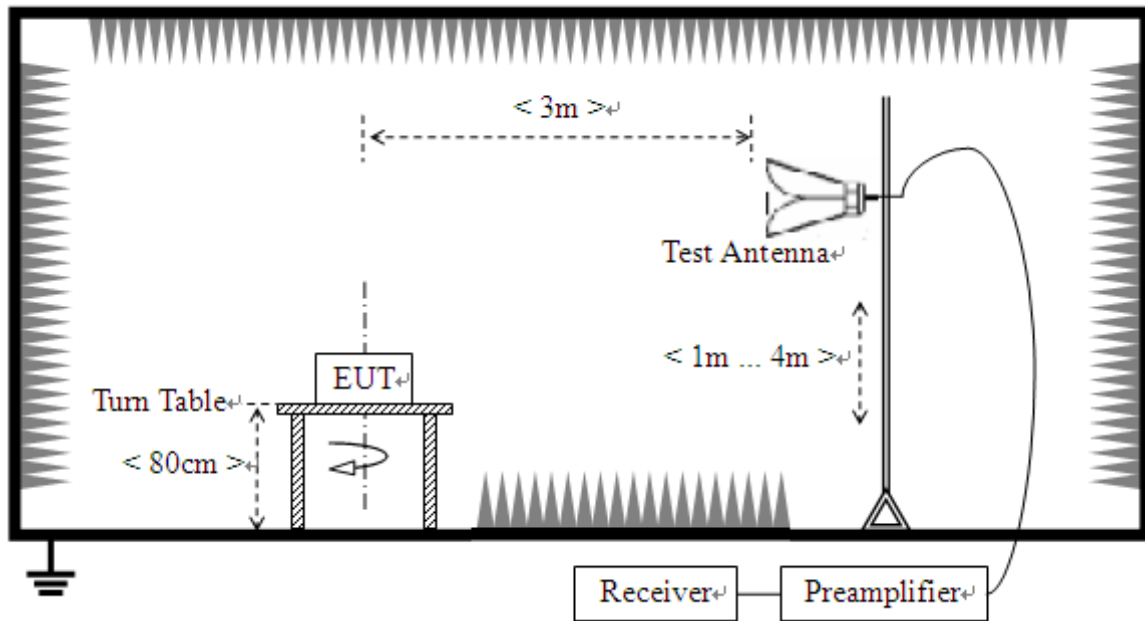 < 3m >↵
Test Antenna↵
< 1m ... 4m >↵
EUT↵
Turn Table↵
< 80cm >↵
Receiver↵
Preamplifier↵